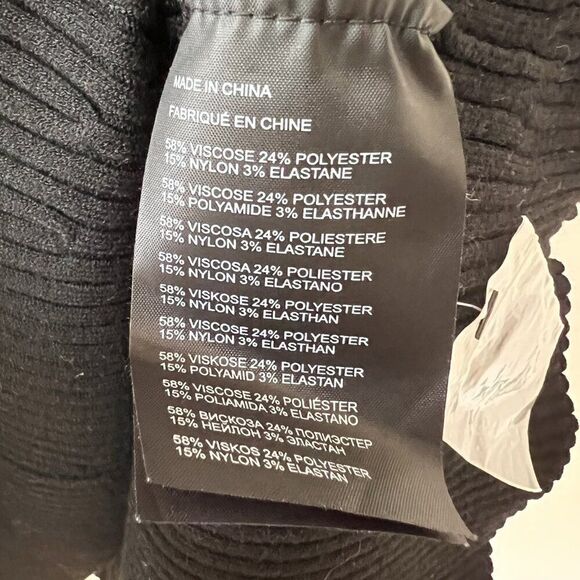 MADE IN CHINA
FABRIQUÉ EN CHINE
58% VISCOSE 24% POLYESTER
15% NYLON 3% ELASTANE
58% VISCOSE 24% POLYESTER
15% POLYAMIDE 3% ELASTHANNE
58% VISCOSA 24% POLIESTERE
15% NYLON 3% ELASTANE
58% VISCOSA 24% POLIESTER
15% NYLON 3% ELASTANO
58% VISKOSE 24% POLYESTER
15% NYLON 3% ELASTHAN
58% VISCOSE 24% POLYESTER
15% NYLON 3% ELASTHAN
58% VISKOSE 24% POLYESTER
15% POLYAMID 3% ELASTAN
58% VISCOSE 24% POLIÉSTER
15% POLIAMIDA 3% ELASTANO
58% ВИСКОЗА 24% ПОЛИЭСТЕР
15% НЕЙЛОН 3% ЭЛАСТАН
58% VISKOS 24% POLYESTER
15% NYLON 3% ELASTAN